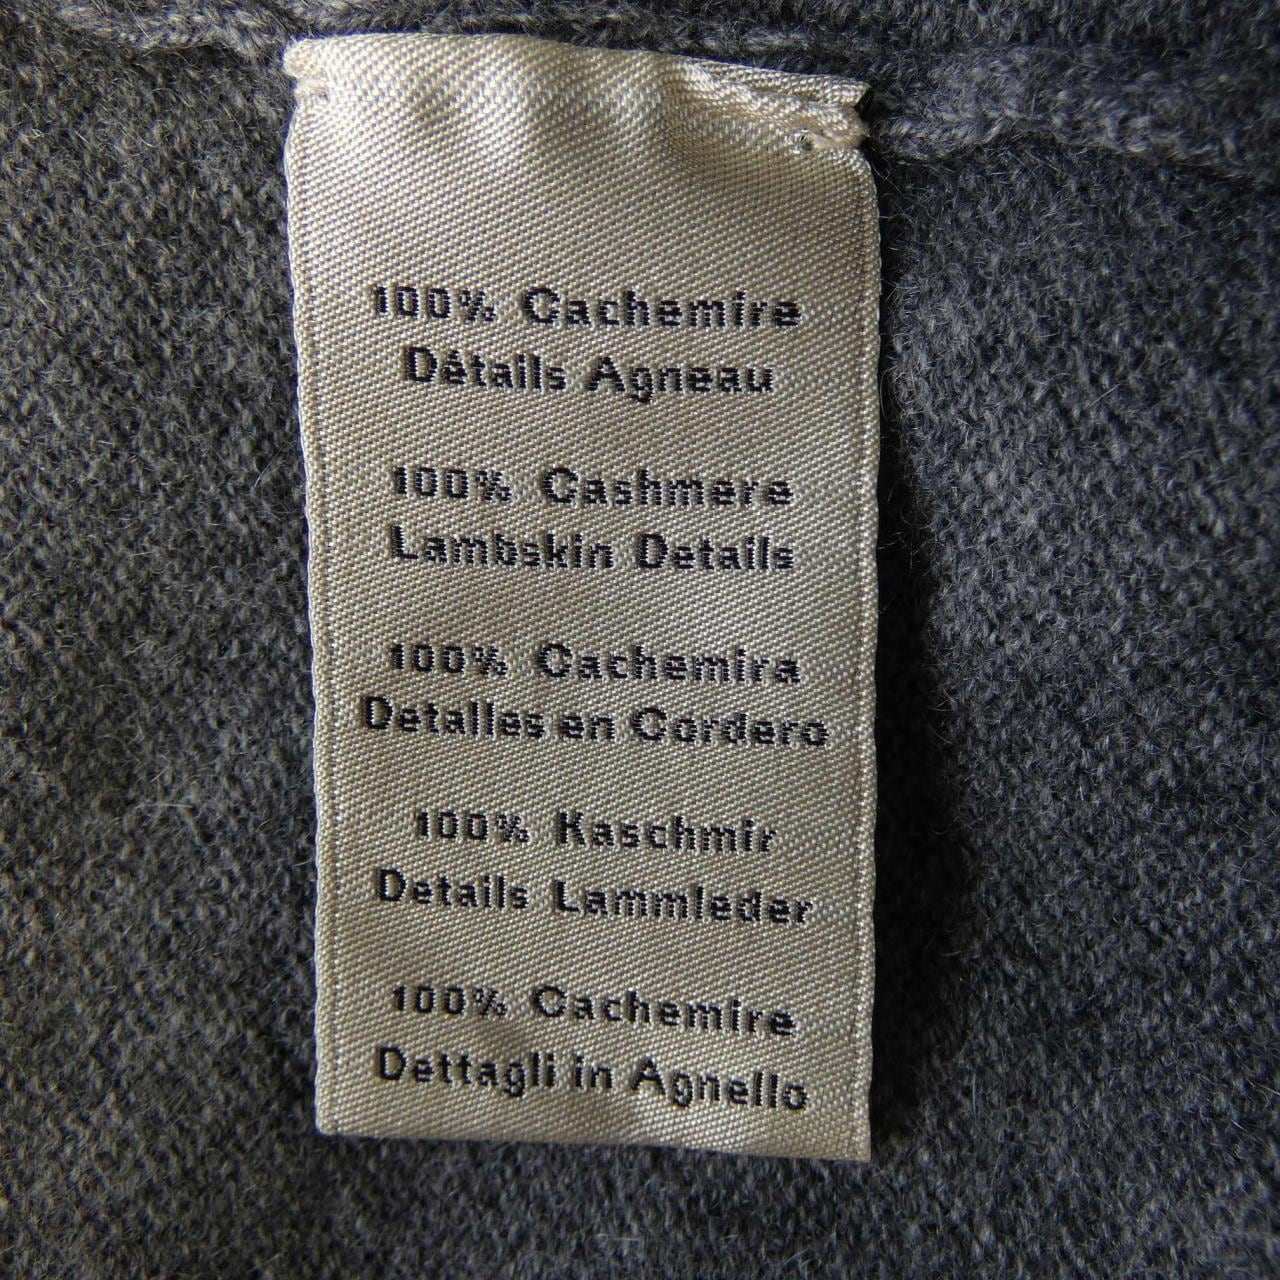 100% Cachemire
Détails Agneau
100% Cashmere
Lambskin Details
100% Cachemira
Detalles en Cordero
100% Kaschmir
Details Lammleder
100% Cachemire
Dettagli in Agnello